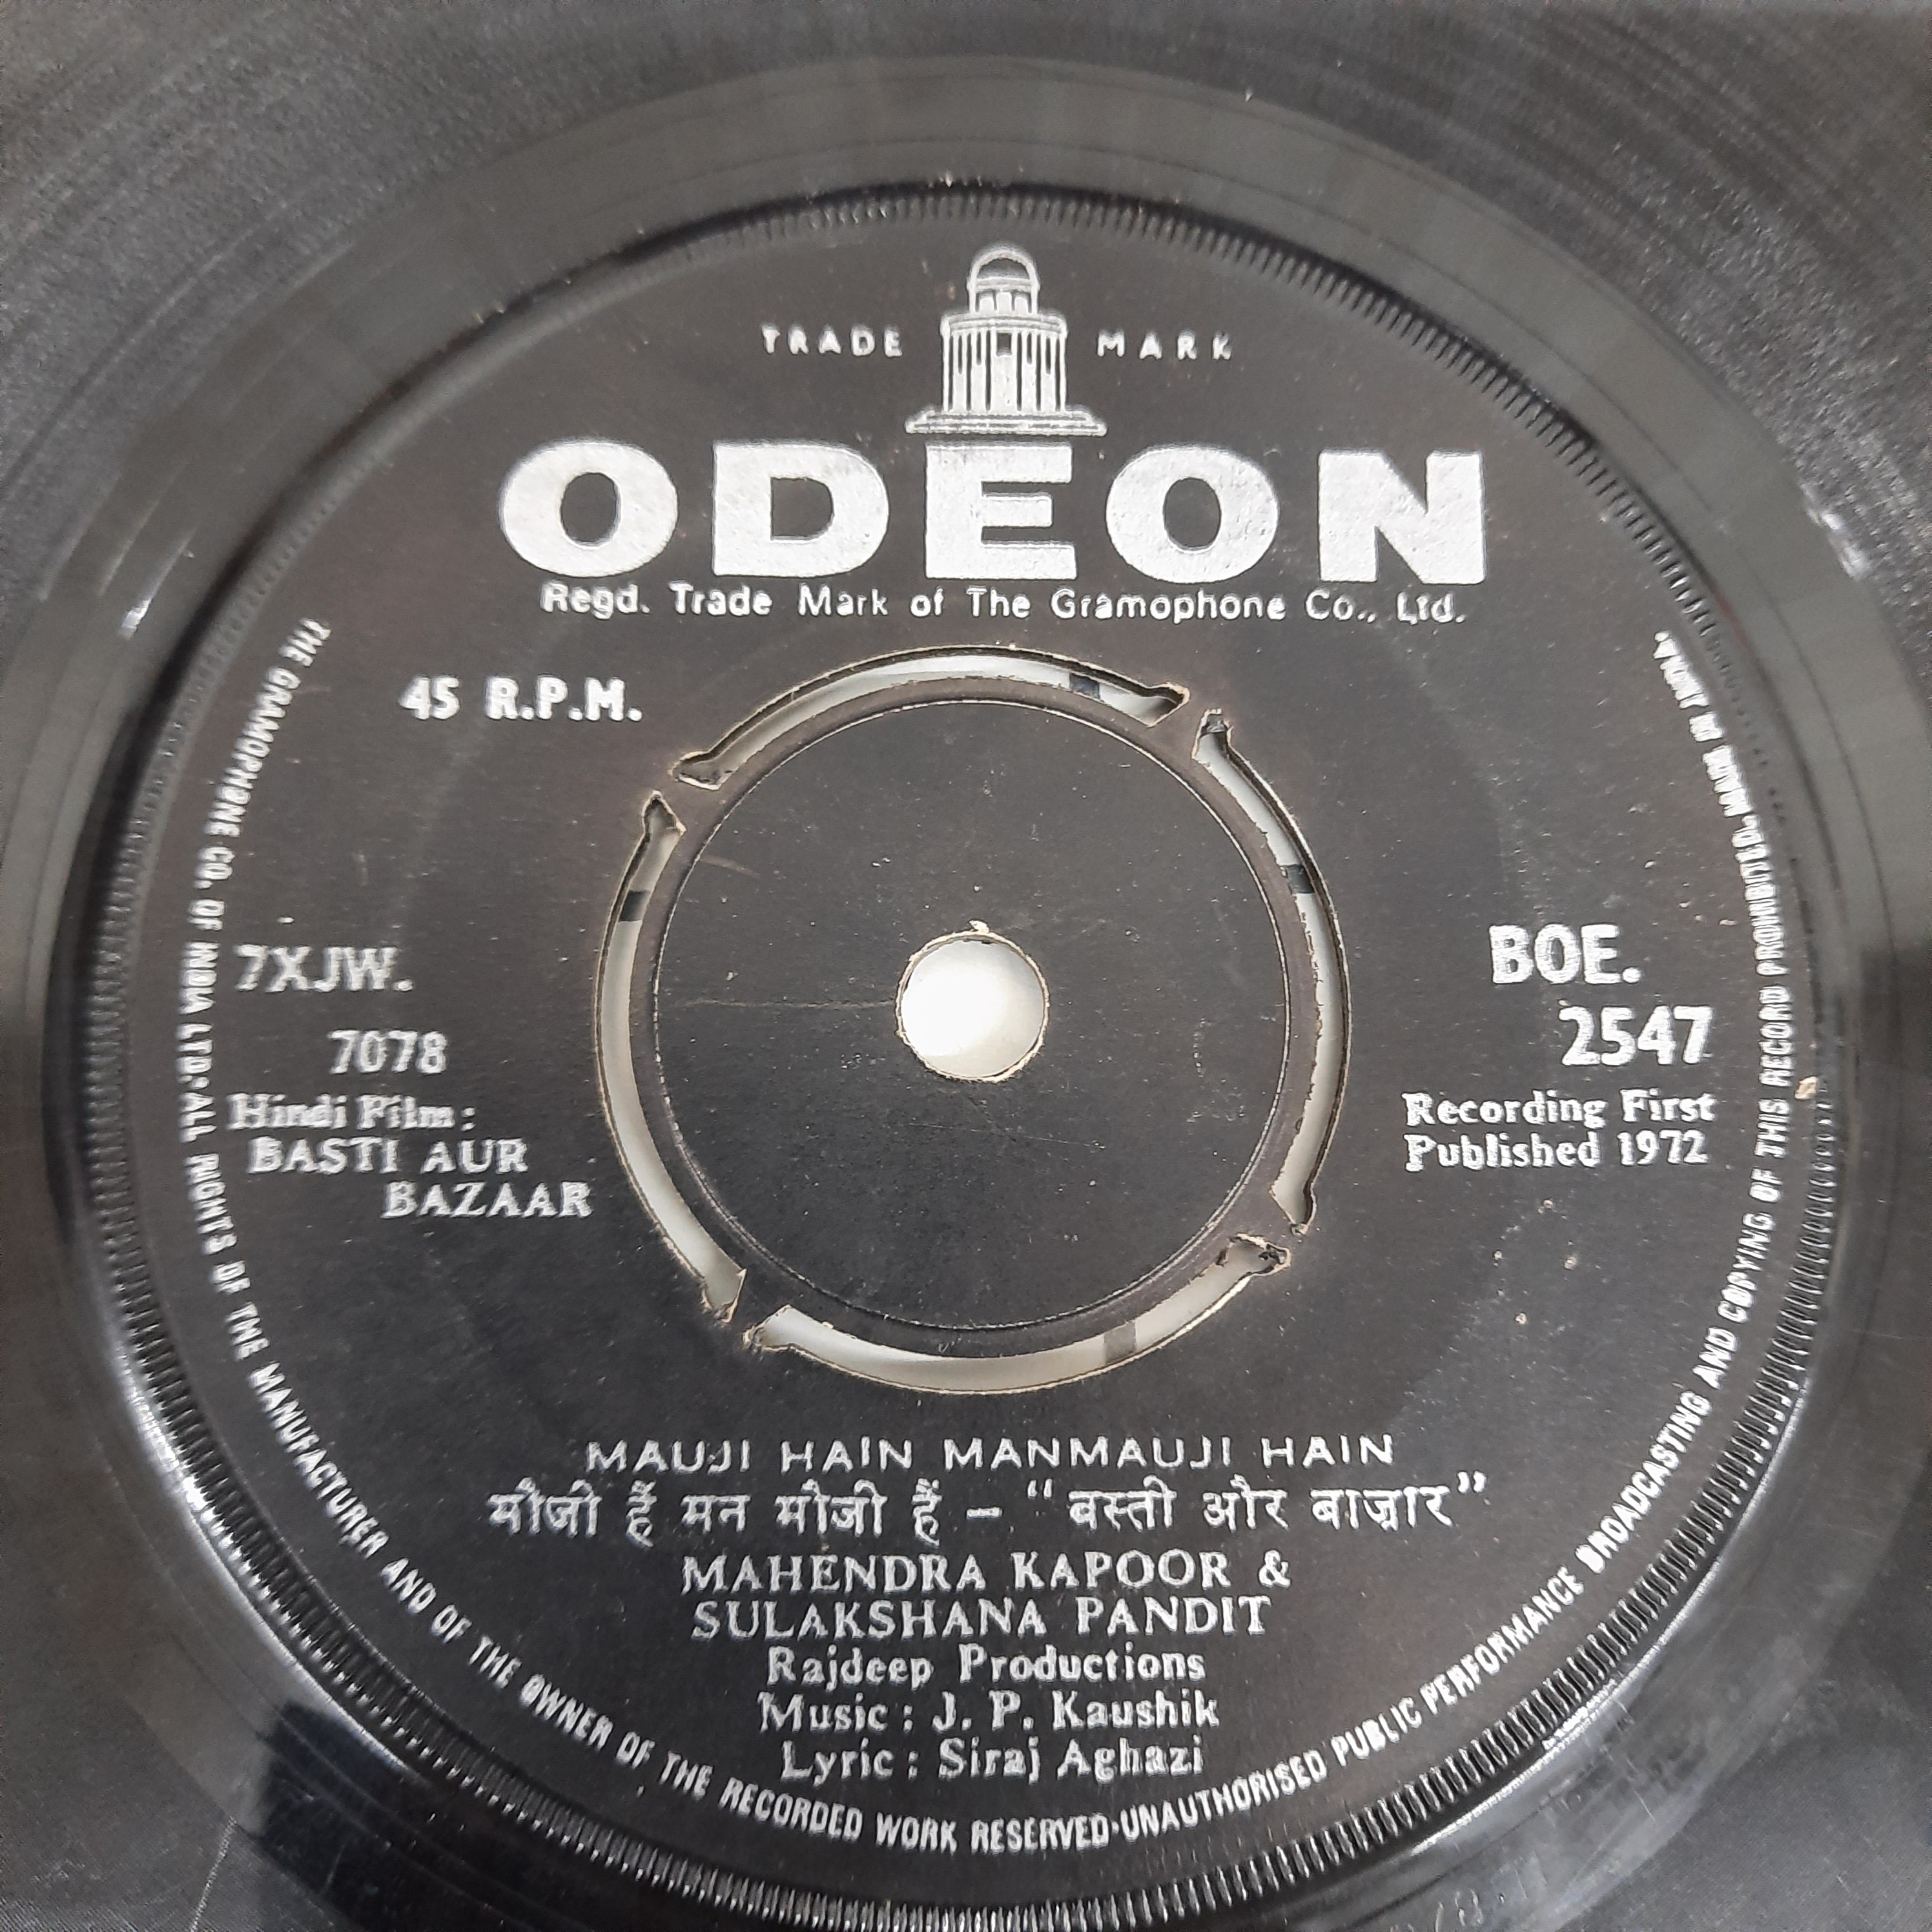 TRADE MARK
ODEON
Regd. Trade Mark of The Gramophone Co., Ltd.
45 R.P.M.
7XJW.
7078
Hindi Film:
BASTI AUR
BAZAAR
BOE.
2547
Recording First
Published 1972
MAUJI HAIN MANMAUJI HAIN
मौजी हैं मन मौजी हैं – “बस्ती और बाज़ार”
MAHENDRA KAPOOR &
SULAKSHANA PANDIT
Rajdeep Productions
Music : J. P. Kaushik
Lyric : Siraj Aghazi
THE GRAMOPHONE CO. OF INDIA LTD·ALL RIGHTS OF THE MANUFACTURER AND OF THE OWNER OF THE RECORDED WORK RESERVED·UNAUTHORISED PUBLIC PERFORMANCE BROADCASTING AND COPYING OF THIS RECORD PROHIBITED. MADE IN INDIA.